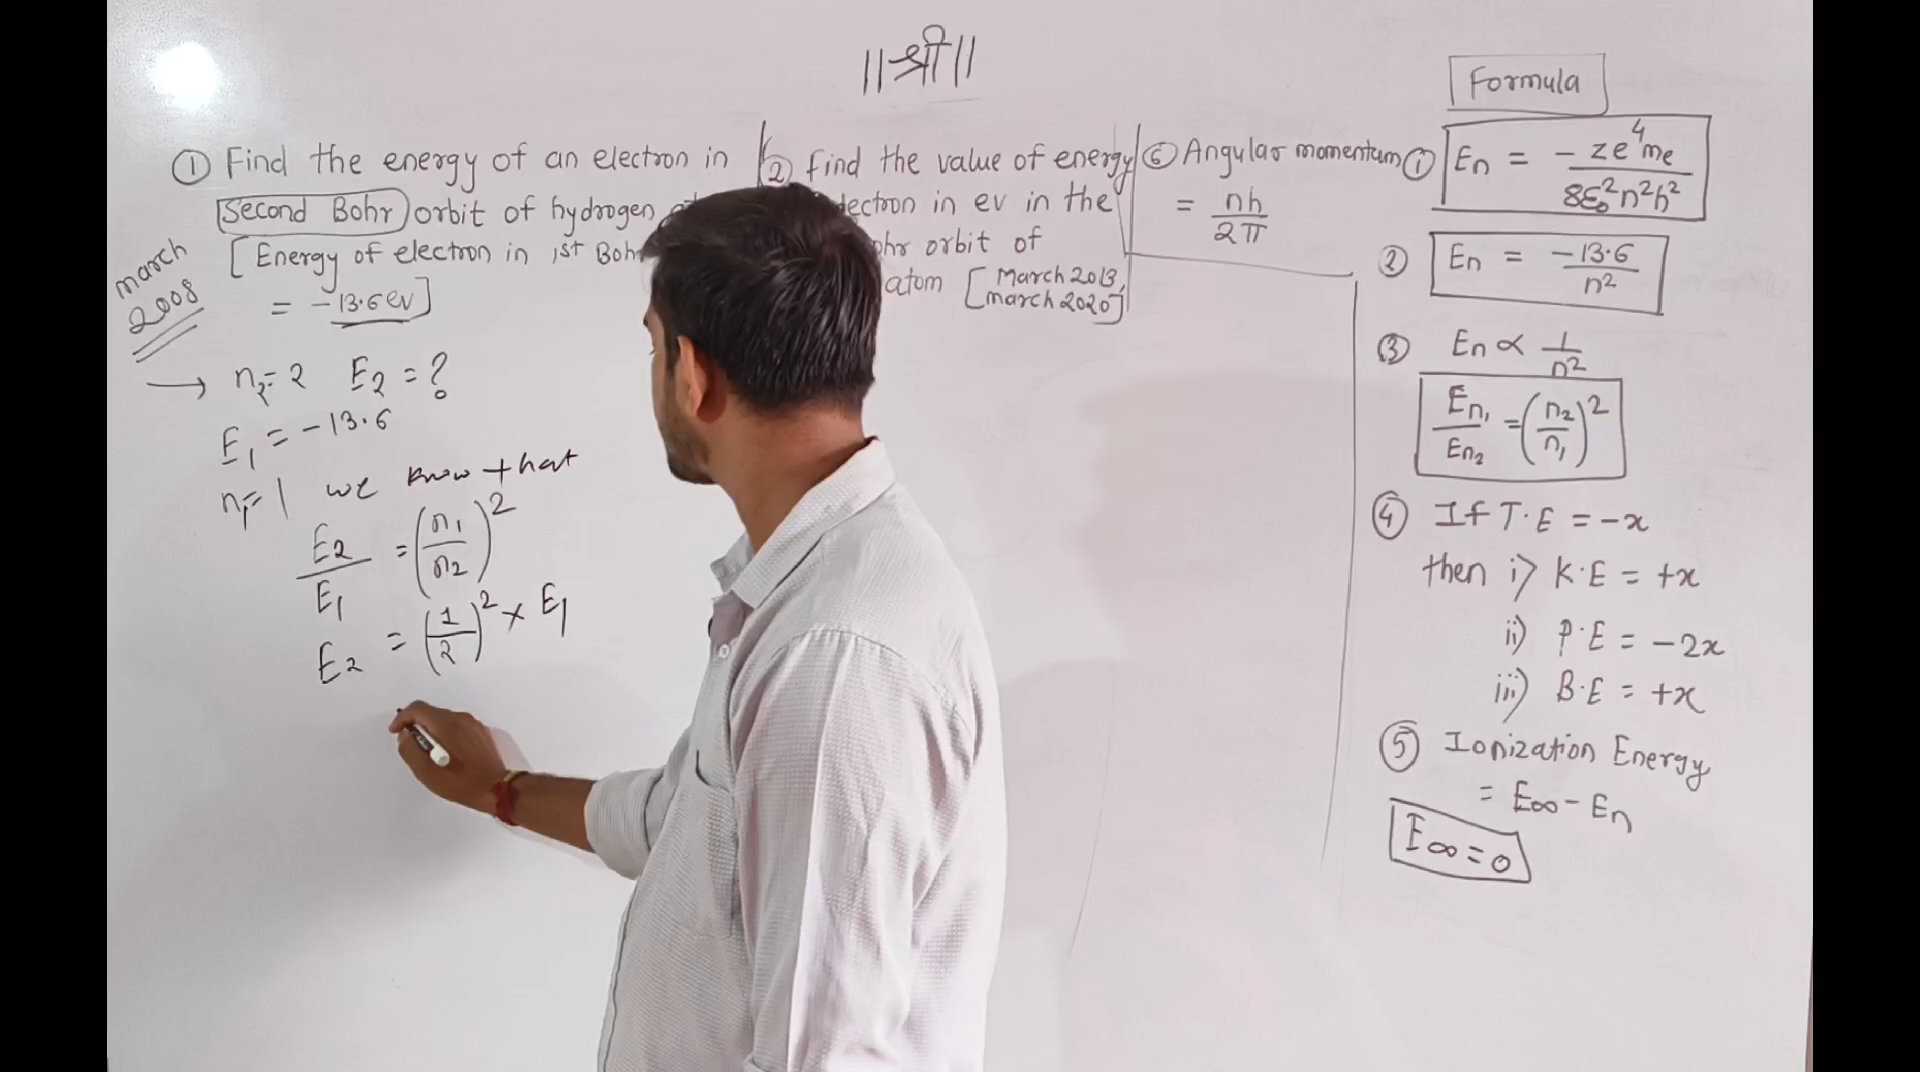 ||श्री||
① Find the energy of an electron in
Second Bohr orbit of hydrogen
[Energy of electron in 1st Bohr
= -13.6 ev]
march
2008
→ n₂=2 E₂ = ?
E₁ = -13.6
n₁=1 we know that
E₂/E₁ = (n₁/n₂)²
E₂ = (1/2)² × E₁
② find the value of energy
electron in ev in the
Bohr orbit of
atom [March 2013,
march 2020]
⑥ Angular momentum
= nh/2π
Formula
① En = - ze⁴me/8ε₀²n²h²
② En = -13.6/n²
③ En ∝ 1/n²
En₁/En₂ = (n₂/n₁)²
④ If T.E = -x
then i) K.E = +x
ii) P.E = -2x
iii) B.E = +x
⑤ Ionization Energy
= E∞ - En
E∞ = 0